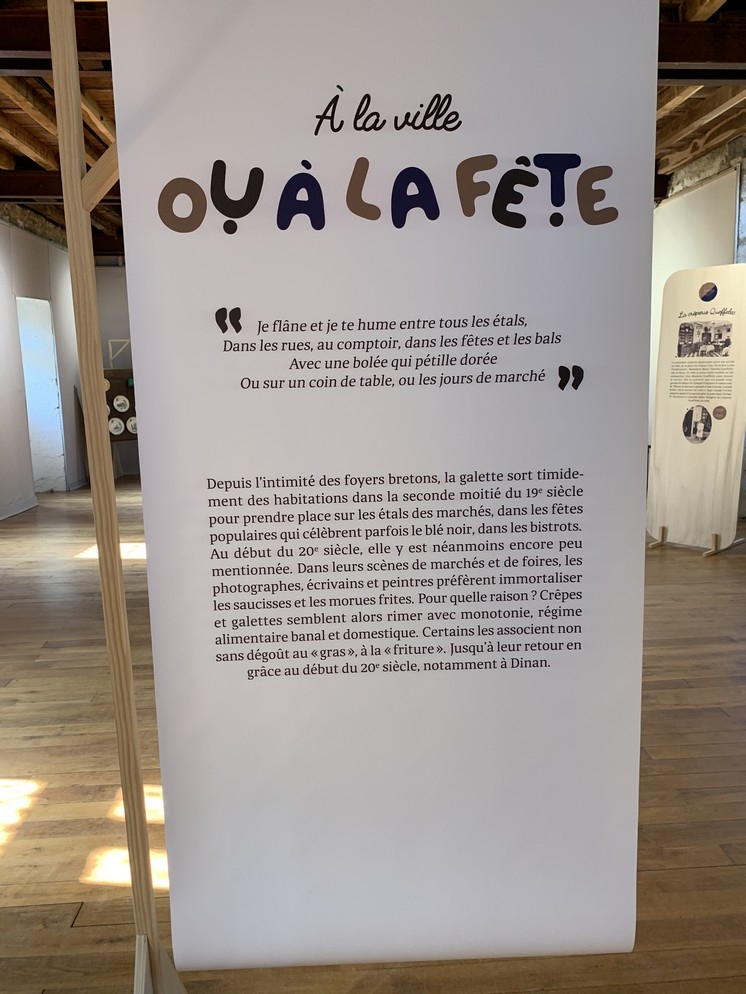 À la ville
OU À LA FÊTE
“ Je flâne et je te hume entre tous les étals,
Dans les rues, au comptoir, dans les fêtes et les bals
Avec une bolée qui pétille dorée
Ou sur un coin de table, ou les jours de marché ”
Depuis l’intimité des foyers bretons, la galette sort timide-
ment des habitations dans la seconde moitié du 19e siècle
pour prendre place sur les étals des marchés, dans les fêtes
populaires qui célèbrent parfois le blé noir, dans les bistrots.
Au début du 20e siècle, elle y est néanmoins encore peu
mentionnée. Dans leurs scènes de marchés et de foires, les
photographes, écrivains et peintres préfèrent immortaliser
les saucisses et les morues frites. Pour quelle raison ? Crêpes
et galettes semblent alors rimer avec monotonie, régime
alimentaire banal et domestique. Certains les associent non
sans dégoût au « gras », à la « friture ». Jusqu’à leur retour en
grâce au début du 20e siècle, notamment à Dinan.
La crêperie